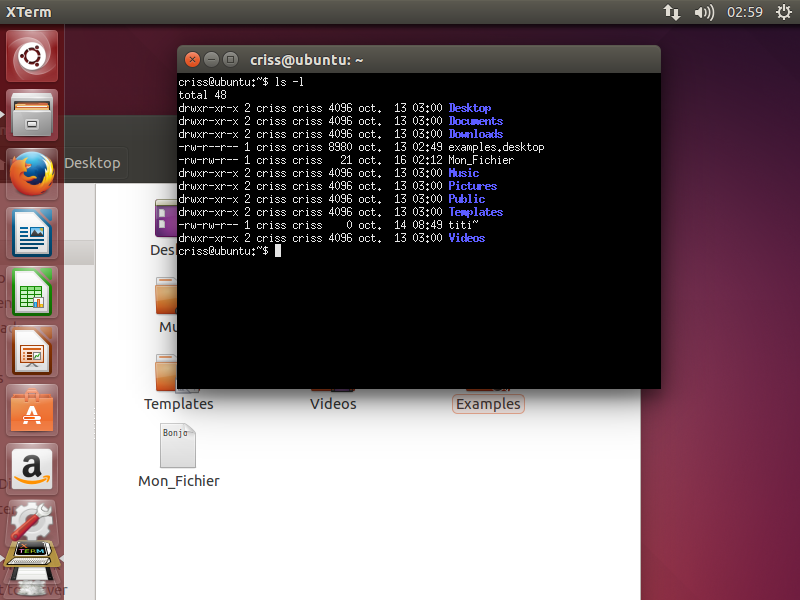 XTerm
02:59
criss@ubuntu: ~
criss@ubuntu:~$ ls -l
total 48
drwxr-xr-x 2 criss criss 4096 oct.  13 03:00 Desktop
drwxr-xr-x 2 criss criss 4096 oct.  13 03:00 Documents
drwxr-xr-x 2 criss criss 4096 oct.  13 03:00 Downloads
-rw-r--r-- 1 criss criss 8980 oct.  13 02:49 examples.desktop
-rw-rw-r-- 1 criss criss   21 oct.  16 02:12 Mon_Fichier
drwxr-xr-x 2 criss criss 4096 oct.  13 03:00 Music
drwxr-xr-x 2 criss criss 4096 oct.  13 03:00 Pictures
drwxr-xr-x 2 criss criss 4096 oct.  13 03:00 Public
drwxr-xr-x 2 criss criss 4096 oct.  13 03:00 Templates
-rw-rw-r-- 1 criss criss    0 oct.  14 08:49 titi~
drwxr-xr-x 2 criss criss 4096 oct.  13 03:00 Videos
criss@ubuntu:~$
Desktop
Des
Mu
Templates
Videos
Examples
Bonjo
Mon_Fichier
A
a
XTERM